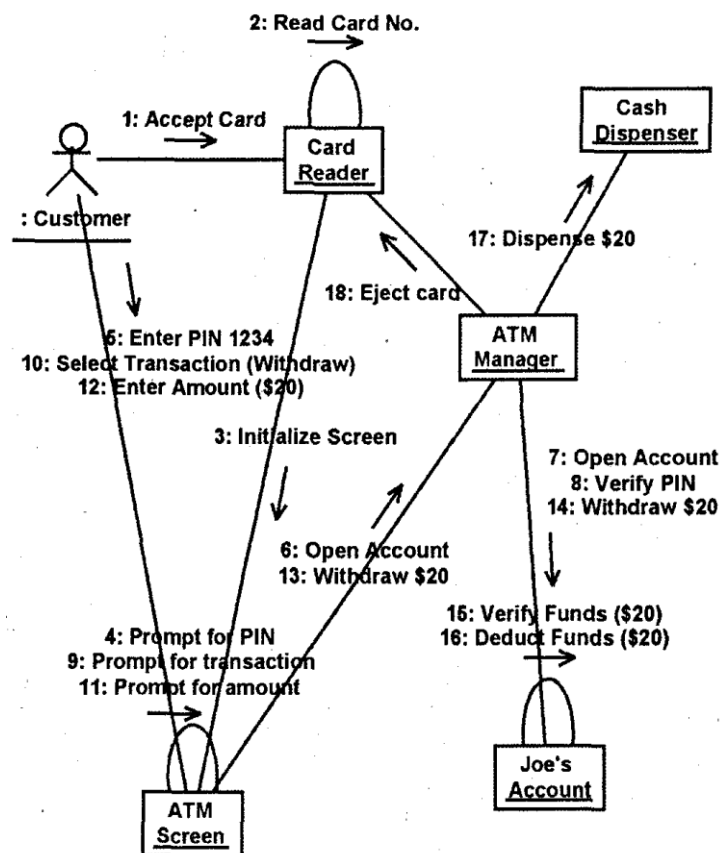 2: Read Card No.
1: Accept Card
Card
Reader
Cash
Dispenser
: Customer
17: Dispense $20
18: Eject card
ATM
Manager
5: Enter PIN 1234
10: Select Transaction (Withdraw)
12: Enter Amount ($20)
3: Initialize Screen
7: Open Account
8: Verify PIN
14: Withdraw $20
6: Open Account
13: Withdraw $20
15: Verify Funds ($20)
16: Deduct Funds ($20)
4: Prompt for PIN
9: Prompt for transaction
11: Prompt for amount
Joe's
Account
ATM
Screen